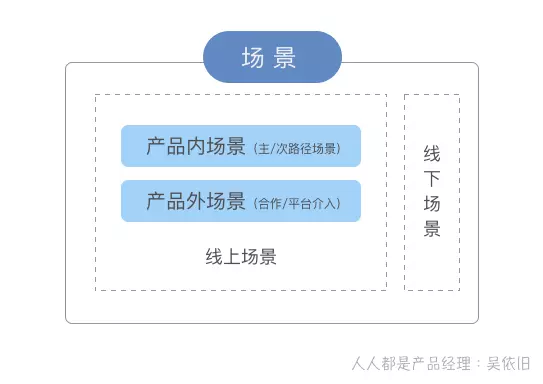 场景
产品内场景（主/次路径场景）
产品外场景（合作/平台介入）
线上场景
线下场景
人人都是产品经理：吴依旧